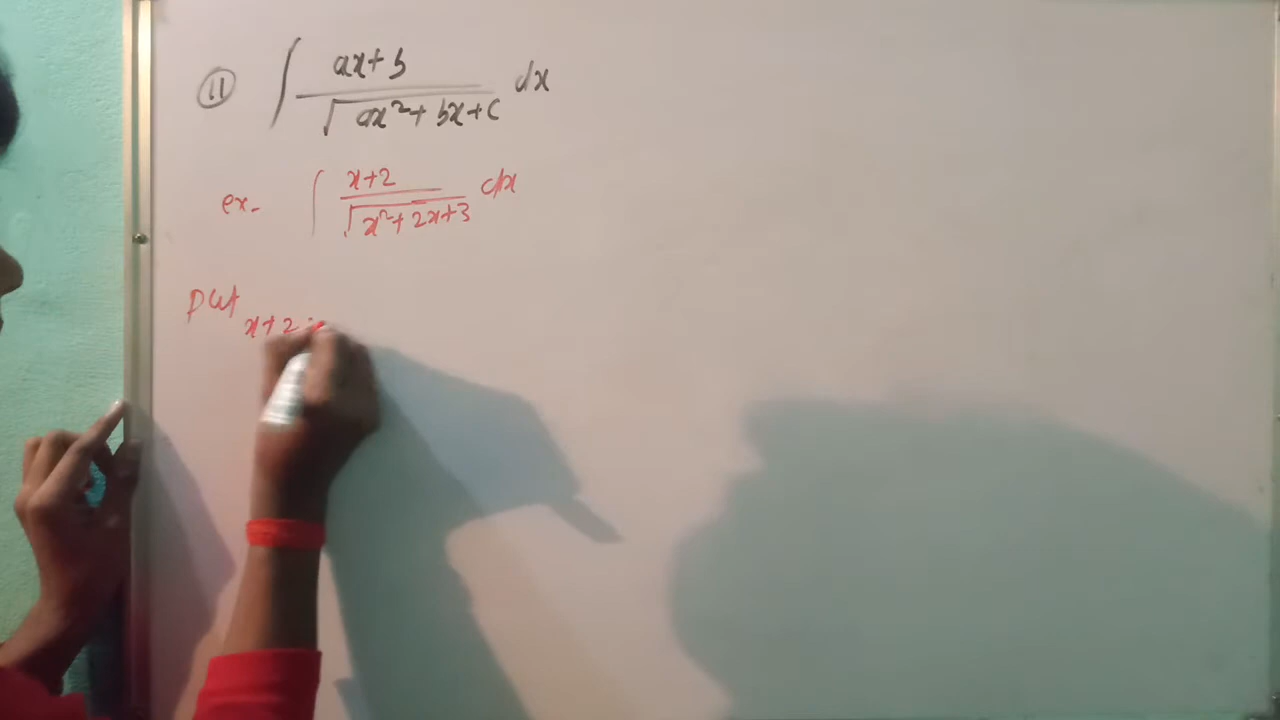 ⑪ ∫ ax+b / √(ax²+bx+c) dx
ex- ∫ x+2 / √(x²+2x+3) dx
put
x+2